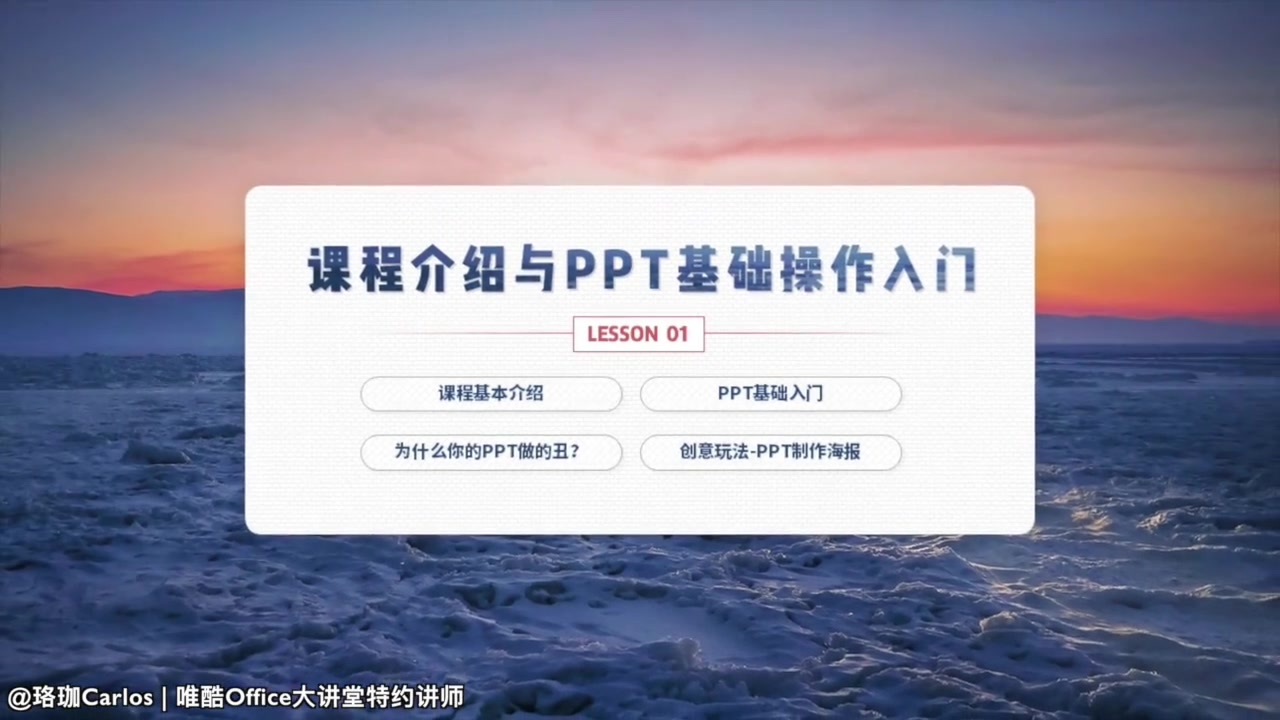 课程介绍与PPT基础操作入门
LESSON 01
课程基本介绍
PPT基础入门
为什么你的PPT做的丑?
创意玩法-PPT制作海报
@珞珈Carlos | 唯酷Office大讲堂特约讲师